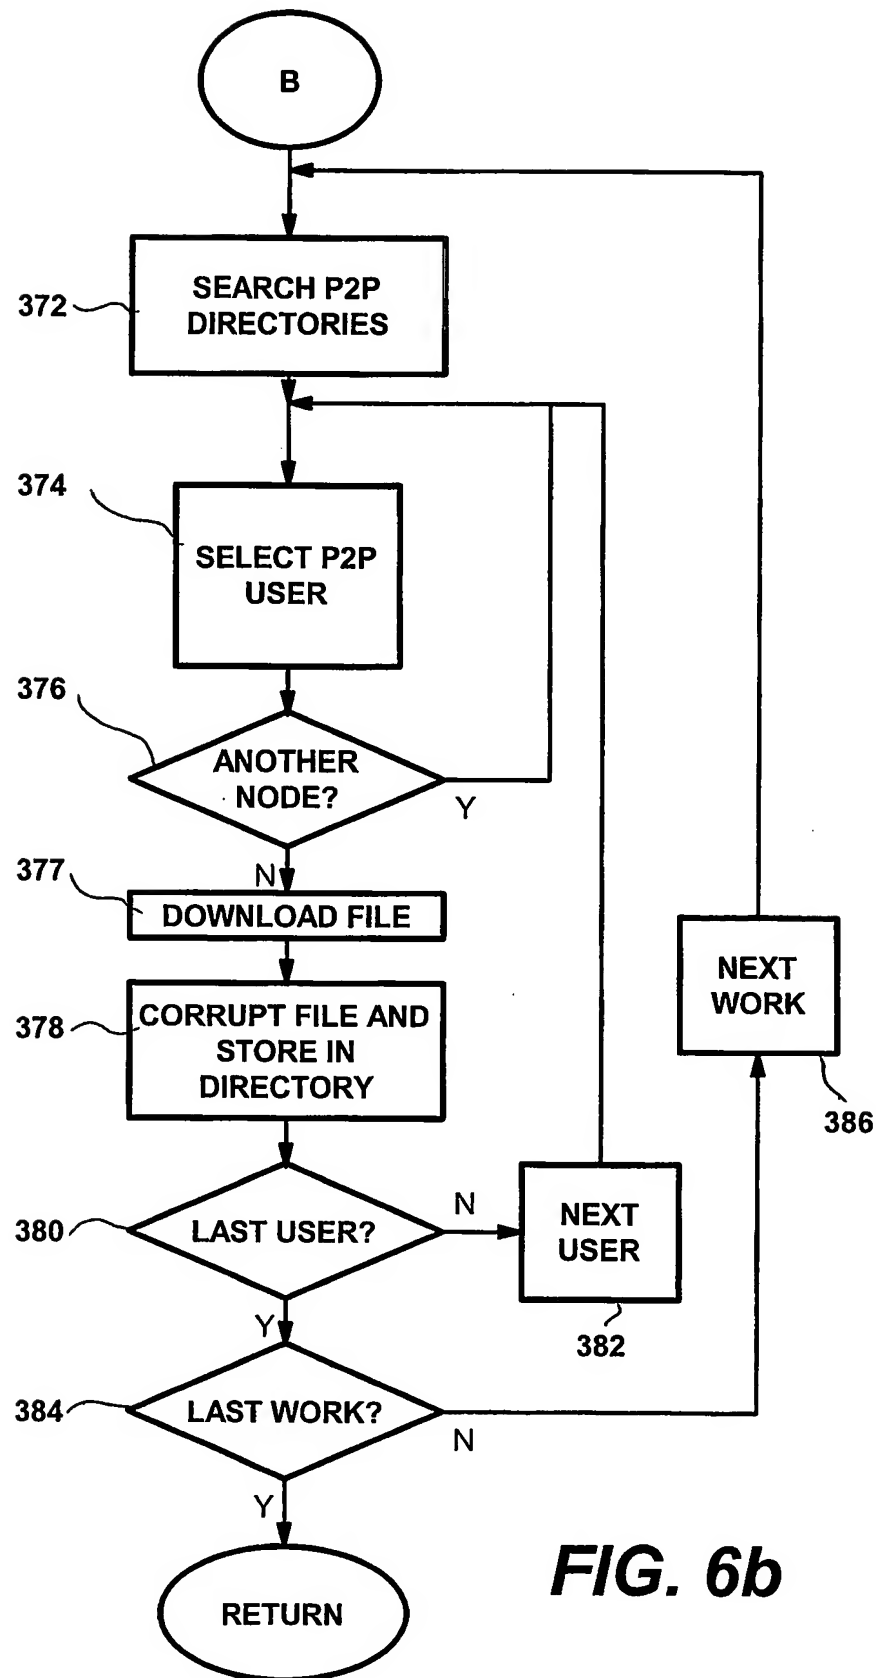 B
372
SEARCH P2P
DIRECTORIES
374
SELECT P2P
USER
376
ANOTHER
NODE?
Y
N
377
DOWNLOAD FILE
378
CORRUPT FILE AND
STORE IN
DIRECTORY
NEXT
WORK
386
380
LAST USER?
N
NEXT
USER
382
Y
384
LAST WORK?
N
Y
RETURN
FIG. 6b